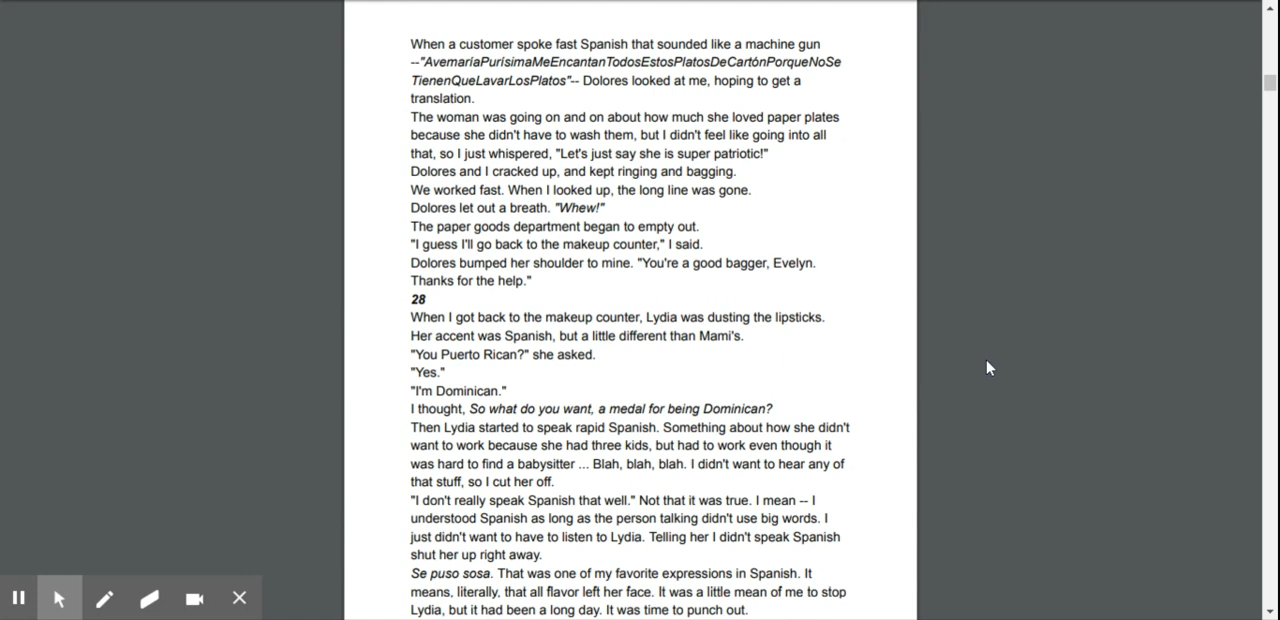 When a customer spoke fast Spanish that sounded like a machine gun
--"AvemaríaPurísimaMeEncantanTodosEstosPlatosDeCartónPorqueNoSe
TienenQueLavarLosPlatos"-- Dolores looked at me, hoping to get a
translation.
The woman was going on and on about how much she loved paper plates
because she didn't have to wash them, but I didn't feel like going into all
that, so I just whispered, "Let's just say she is super patriotic!"
Dolores and I cracked up, and kept ringing and bagging.
We worked fast. When I looked up, the long line was gone.
Dolores let out a breath. "Whew!"
The paper goods department began to empty out.
"I guess I'll go back to the makeup counter," I said.
Dolores bumped her shoulder to mine. "You're a good bagger, Evelyn.
Thanks for the help."
28
When I got back to the makeup counter, Lydia was dusting the lipsticks.
Her accent was Spanish, but a little different than Mami's.
"You Puerto Rican?" she asked.
"Yes."
"I'm Dominican."
I thought, So what do you want, a medal for being Dominican?
Then Lydia started to speak rapid Spanish. Something about how she didn't
want to work because she had three kids, but had to work even though it
was hard to find a babysitter ... Blah, blah, blah. I didn't want to hear any of
that stuff, so I cut her off.
"I don't really speak Spanish that well." Not that it was true. I mean -- I
understood Spanish as long as the person talking didn't use big words. I
just didn't want to have to listen to Lydia. Telling her I didn't speak Spanish
shut her up right away.
Se puso sosa. That was one of my favorite expressions in Spanish. It
means, literally, that all flavor left her face. It was a little mean of me to stop
Lydia, but it had been a long day. It was time to punch out.